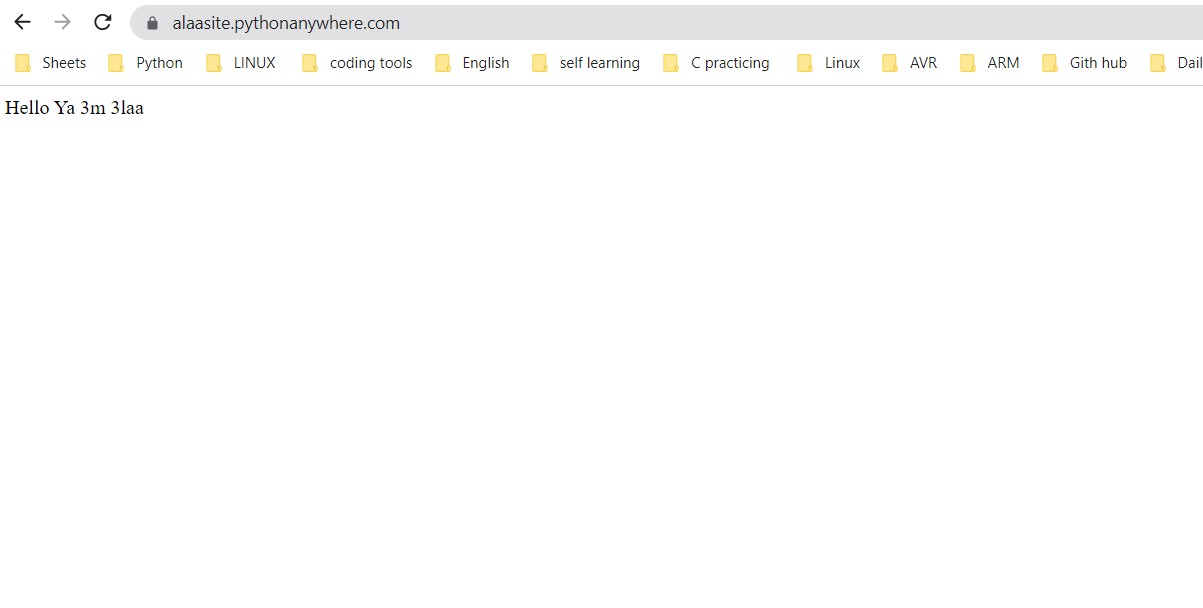 alaasite.pythonanywhere.com
Sheets Python LINUX coding tools English self learning C practicing Linux AVR ARM Gith hub Dail
Hello Ya 3m 3laa